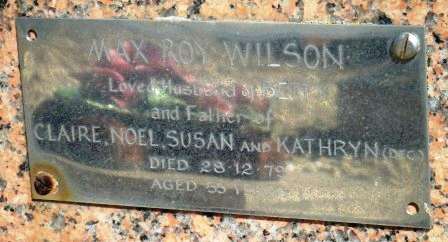 MAX ROY WILSON
Loved Husband of BETTY
and Father of
CLAIRE, NOEL, SUSAN AND KATHRYN (DEC)
DIED 28 12 79
AGED 55